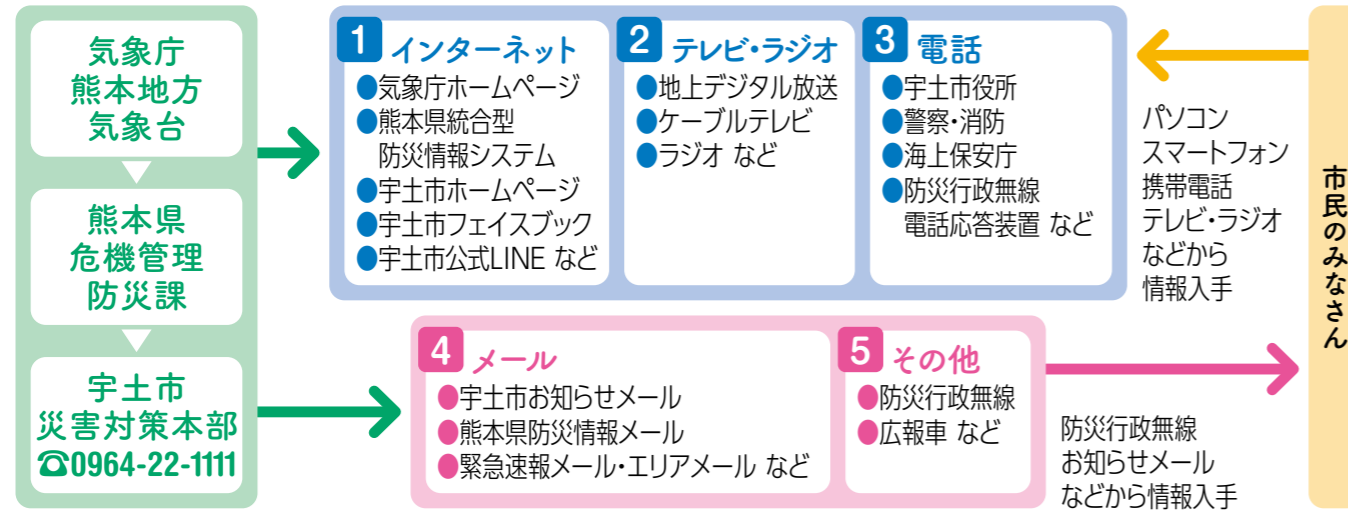 気象庁
熊本地方
気象台
熊本県
危機管理
防災課
宇土市
災害対策本部
☎0964-22-1111
1 インターネット
●気象庁ホームページ
●熊本県統合型
防災情報システム
●宇土市ホームページ
●宇土市フェイスブック
●宇土市公式LINE など
2 テレビ・ラジオ
●地上デジタル放送
●ケーブルテレビ
●ラジオ など
3 電話
●宇土市役所
●警察・消防
●海上保安庁
●防災行政無線
電話応答装置 など
パソコン
スマートフォン
携帯電話
テレビ・ラジオ
などから
情報入手
4 メール
●宇土市お知らせメール
●熊本県防災情報メール
●緊急速報メール・エリアメール など
5 その他
●防災行政無線
●広報車 など
防災行政無線
お知らせメール
などから情報入手
市民のみなさん